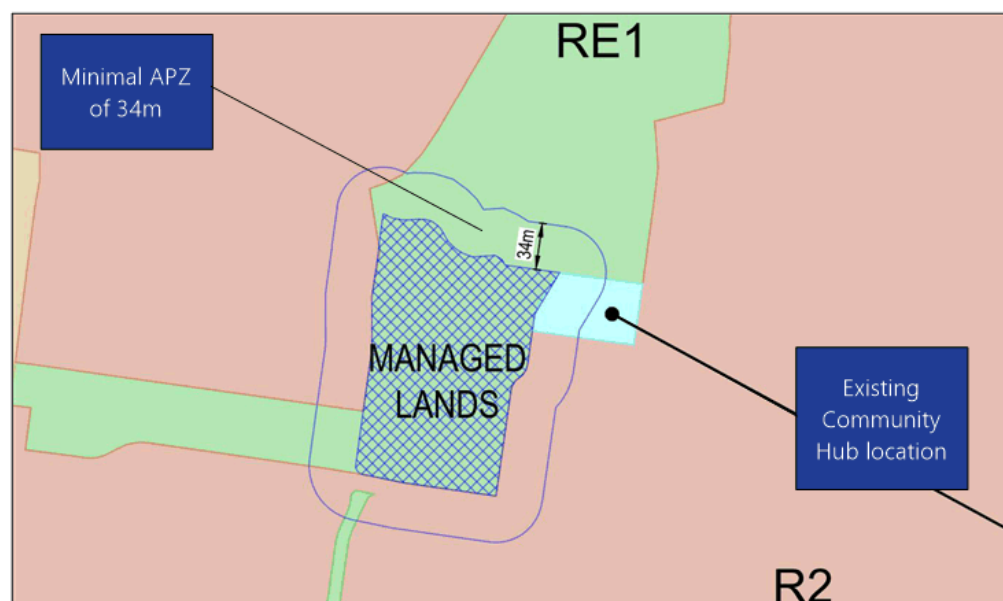 RE1
Minimal APZ
of 34m
34m
MANAGED
LANDS
Existing
Community
Hub location
R2